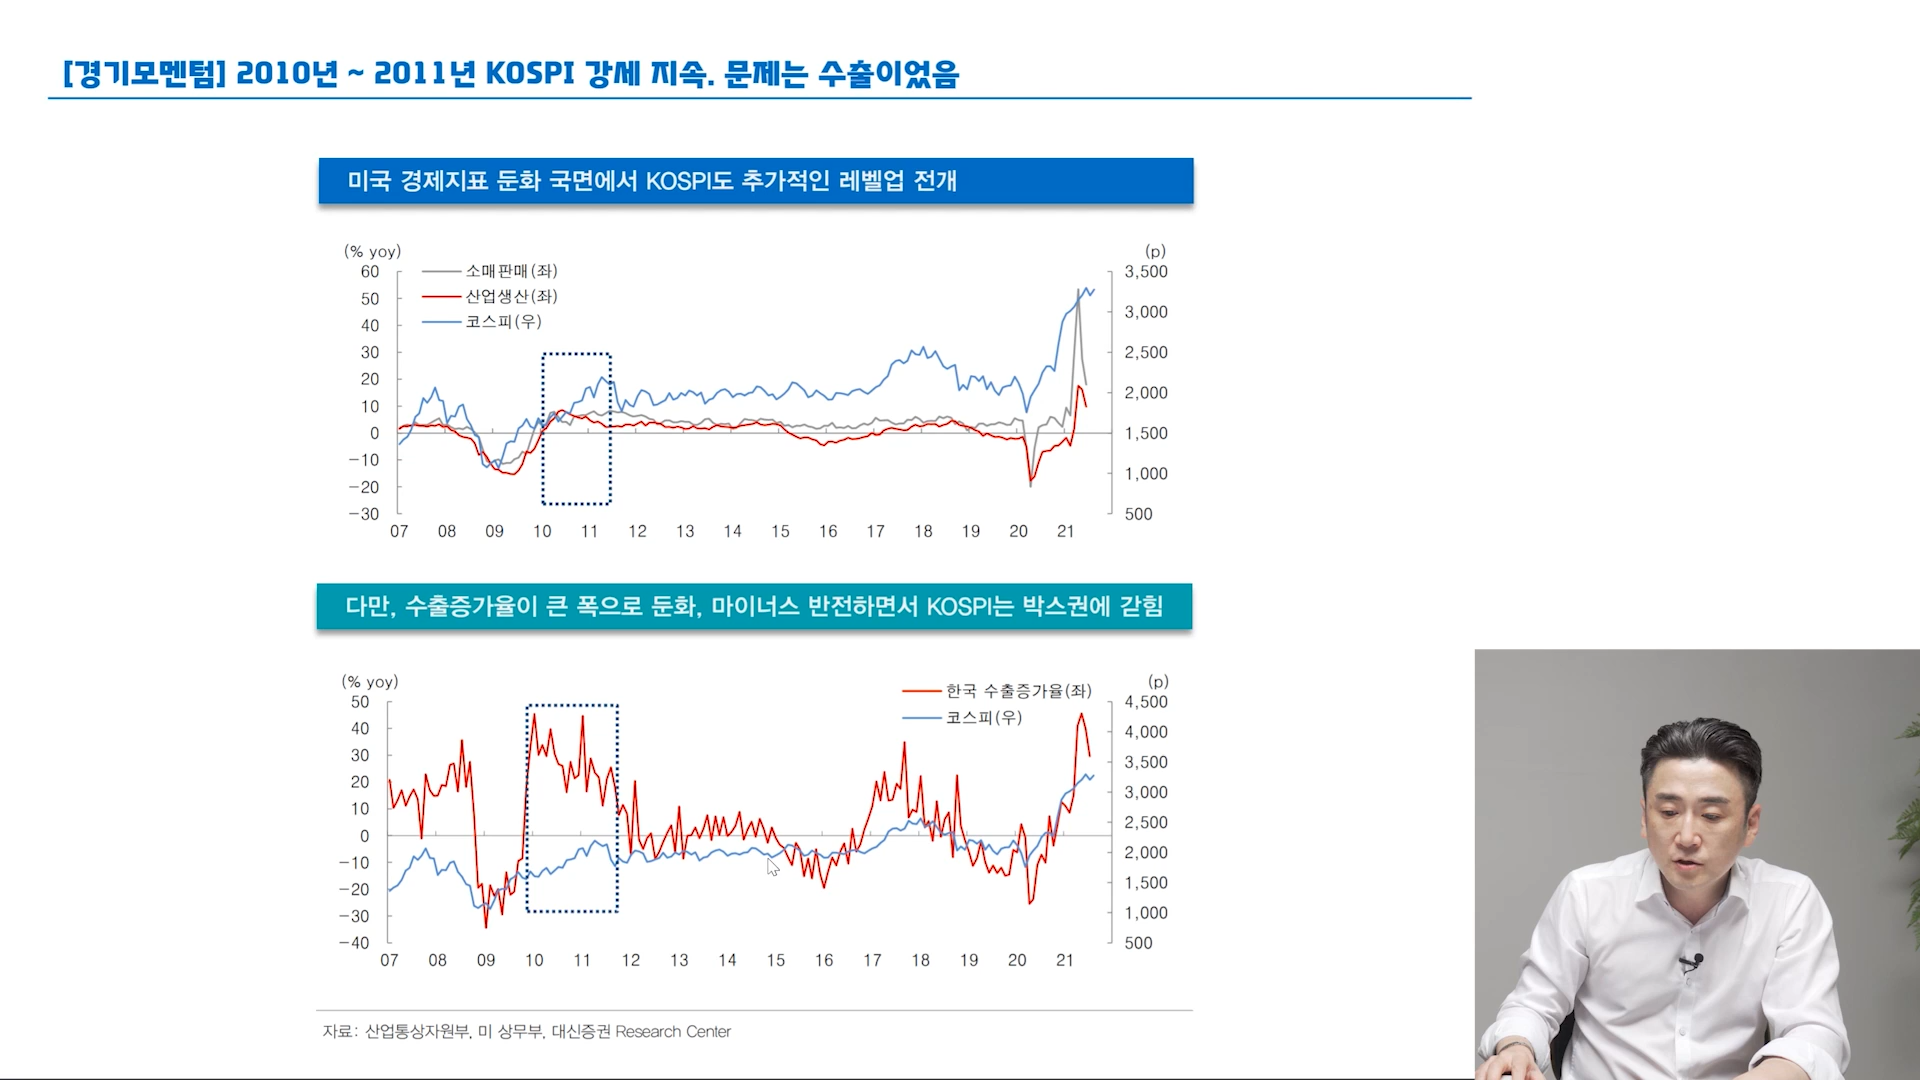 [경기모멘텀] 2010년 ~ 2011년 KOSPI 강세 지속. 문제는 수출이었음
미국 경제지표 둔화 국면에서 KOSPI도 추가적인 레벨업 전개
(% yoy)
(p)
소매판매(좌)
산업생산(좌)
코스피(우)
60
50
40
30
20
10
0
-10
-20
-30
3,500
3,000
2,500
2,000
1,500
1,000
500
07 08 09 10 11 12 13 14 15 16 17 18 19 20 21
다만, 수출증가율이 큰 폭으로 둔화, 마이너스 반전하면서 KOSPI는 박스권에 갇힘
(% yoy)
(p)
한국 수출증가율(좌)
코스피(우)
50
40
30
20
10
0
-10
-20
-30
-40
4,500
4,000
3,500
3,000
2,500
2,000
1,500
1,000
500
07 08 09 10 11 12 13 14 15 16 17 18 19 20 21
자료: 산업통상자원부, 미 상무부, 대신증권 Research Center